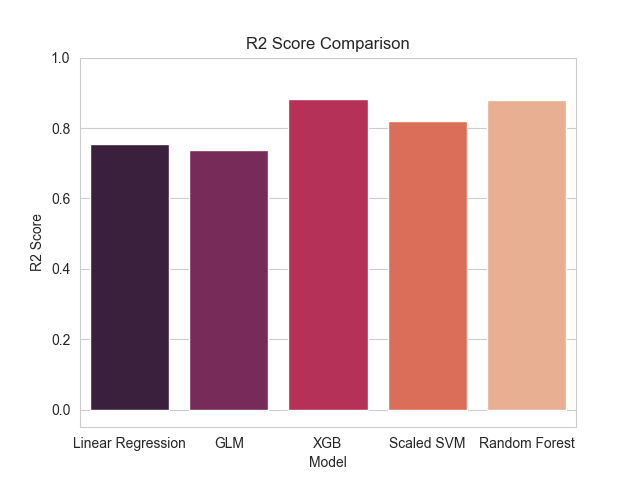 R2 Score Comparison
1.0
0.8
0.6
0.4
0.2
0.0
R2 Score
Linear Regression GLM XGB Scaled SVM Random Forest
Model